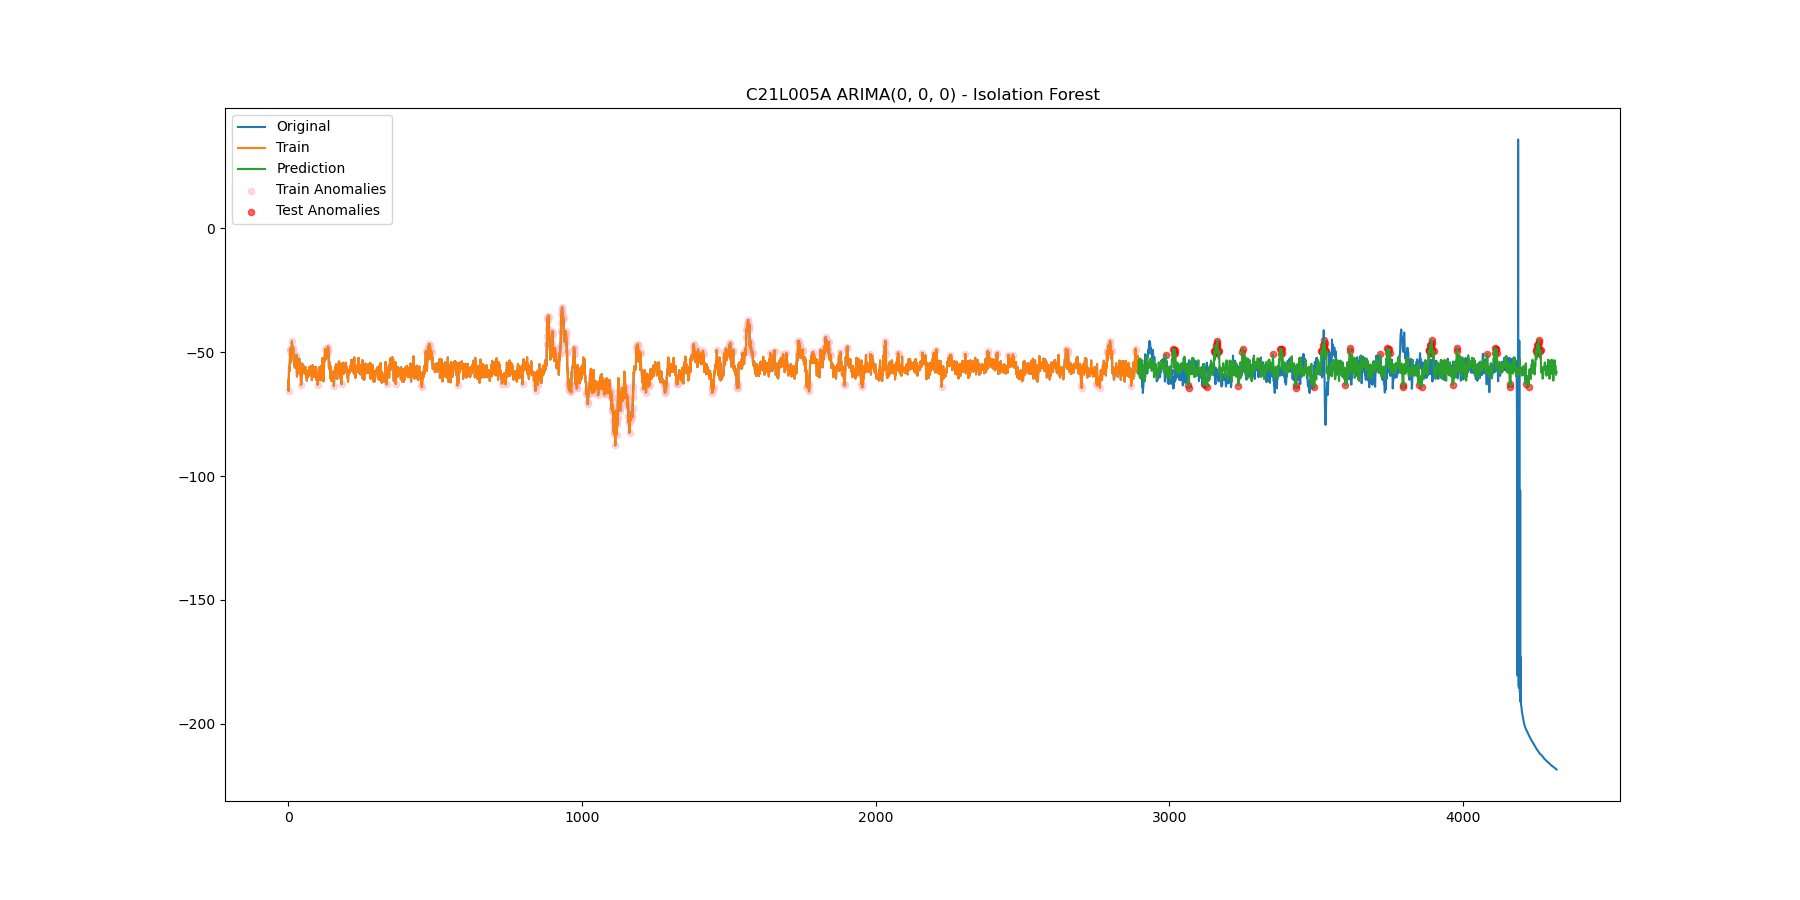 C21L005A ARIMA(0, 0, 0) - Isolation Forest
Original
Train
Prediction
Train Anomalies
Test Anomalies
0
−50
−100
−150
−200
0
1000
2000
3000
4000